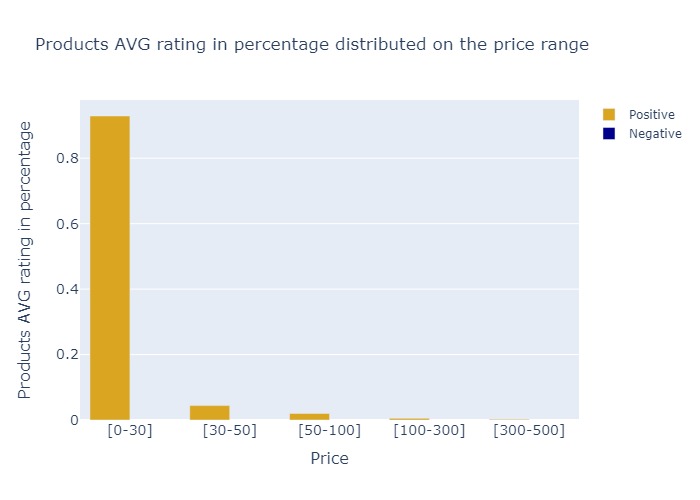 Products AVG rating in percentage distributed on the price range
Positive
Negative
Products AVG rating in percentage
0.8
0.6
0.4
0.2
0
[0-30]
[30-50]
[50-100]
[100-300]
[300-500]
Price